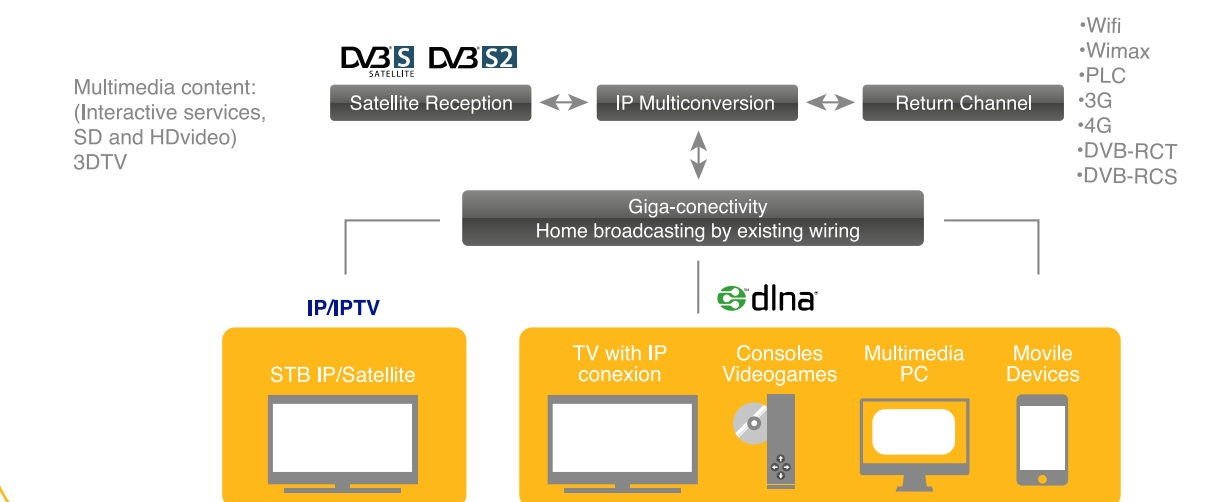 DVB S DVB S2
SATELLITE
Multimedia content:
(Interactive services,
SD and HDvideo)
3DTV
Satellite Reception
IP Multiconversion
Return Channel
•Wifi
•Wimax
•PLC
•3G
•4G
•DVB-RCT
•DVB-RCS
Giga-conectivity
Home broadcasting by existing wiring
IP/IPTV
dlna
STB IP/Satellite
TV with IP
conexion
Consoles
Videogames
Multimedia
PC
Movile
Devices